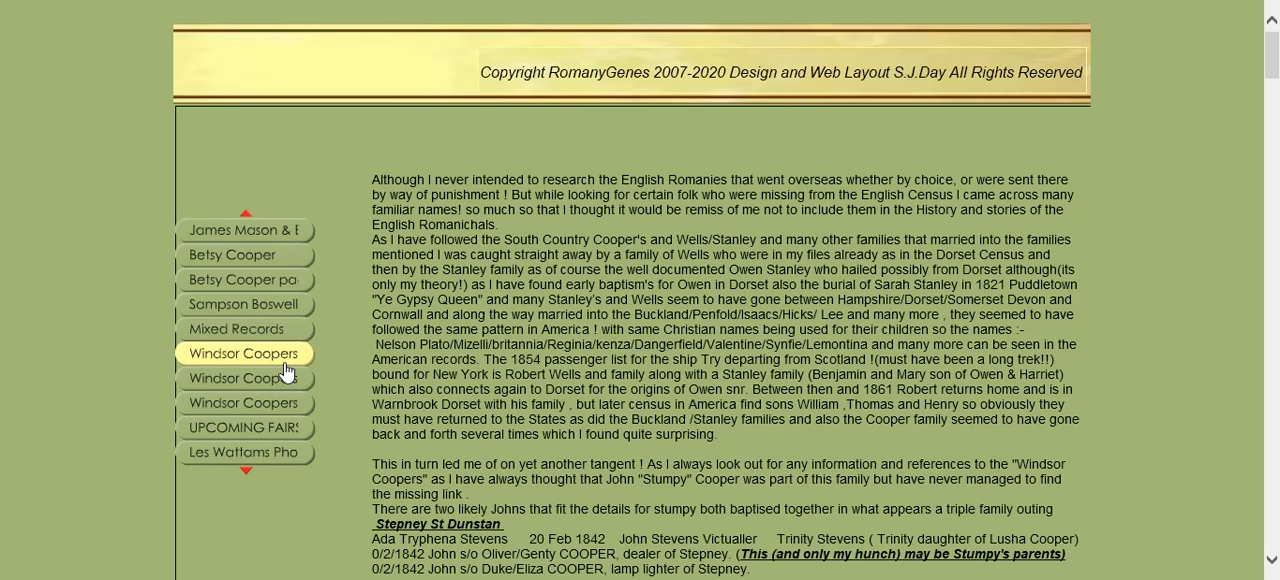 Copyright RomanyGenes 2007-2020 Design and Web Layout S.J.Day All Rights Reserved
James Mason & E
Betsy Cooper
Betsy Cooper pa
Sampson Boswell
Mixed Records
Windsor Coopers
Windsor Coopers
Windsor Coopers
UPCOMING FAIRS
Les Wattams Pho
Although I never intended to research the English Romanies that went overseas whether by choice, or were sent there
by way of punishment ! But while looking for certain folk who were missing from the English Census I came across many
familiar names! so much so that I thought it would be remiss of me not to include them in the History and stories of the
English Romanichals.
As I have followed the South Country Cooper's and Wells/Stanley and many other families that married into the families
mentioned I was caught straight away by a family of Wells who were in my files already as in the Dorset Census and
then by the Stanley family as of course the well documented Owen Stanley who hailed possibly from Dorset although(its
only my theory!) as I have found early baptism's for Owen in Dorset also the burial of Sarah Stanley in 1821 Puddletown
"Ye Gypsy Queen" and many Stanley's and Wells seem to have gone between Hampshire/Dorset/Somerset Devon and
Cornwall and along the way married into the Buckland/Penfold/Isaacs/Hicks/ Lee and many more , they seemed to have
followed the same pattern in America ! with same Christian names being used for their children so the names :-
Nelson Plato/Mizelli/britannia/Reginia/kenza/Dangerfield/Valentine/Synfie/Lemontina and many more can be seen in the
American records. The 1854 passenger list for the ship Try departing from Scotland !(must have been a long trek!!)
bound for New York is Robert Wells and family along with a Stanley family (Benjamin and Mary son of Owen & Harriet)
which also connects again to Dorset for the origins of Owen snr. Between then and 1861 Robert returns home and is in
Warnbrook Dorset with his family , but later census in America find sons William ,Thomas and Henry so obviously they
must have returned to the States as did the Buckland /Stanley families and also the Cooper family seemed to have gone
back and forth several times which I found quite surprising.
This in turn led me of on yet another tangent ! As I always look out for any information and references to the "Windsor
Coopers" as I have always thought that John "Stumpy" Cooper was part of this family but have never managed to find
the missing link .
There are two likely Johns that fit the details for stumpy both baptised together in what appears a triple family outing
Stepney St Dunstan
Ada Tryphena Stevens 20 Feb 1842 John Stevens Victualler Trinity Stevens ( Trinity daughter of Lusha Cooper)
0/2/1842 John s/o Oliver/Genty COOPER, dealer of Stepney. (This (and only my hunch) may be Stumpy's parents)
0/2/1842 John s/o Duke/Eliza COOPER, lamp lighter of Stepney.